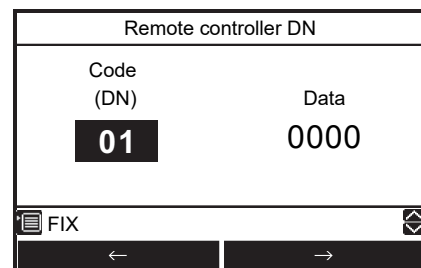 Remote controller DN
Code
(DN)
Data
01
0000
FIX
← →